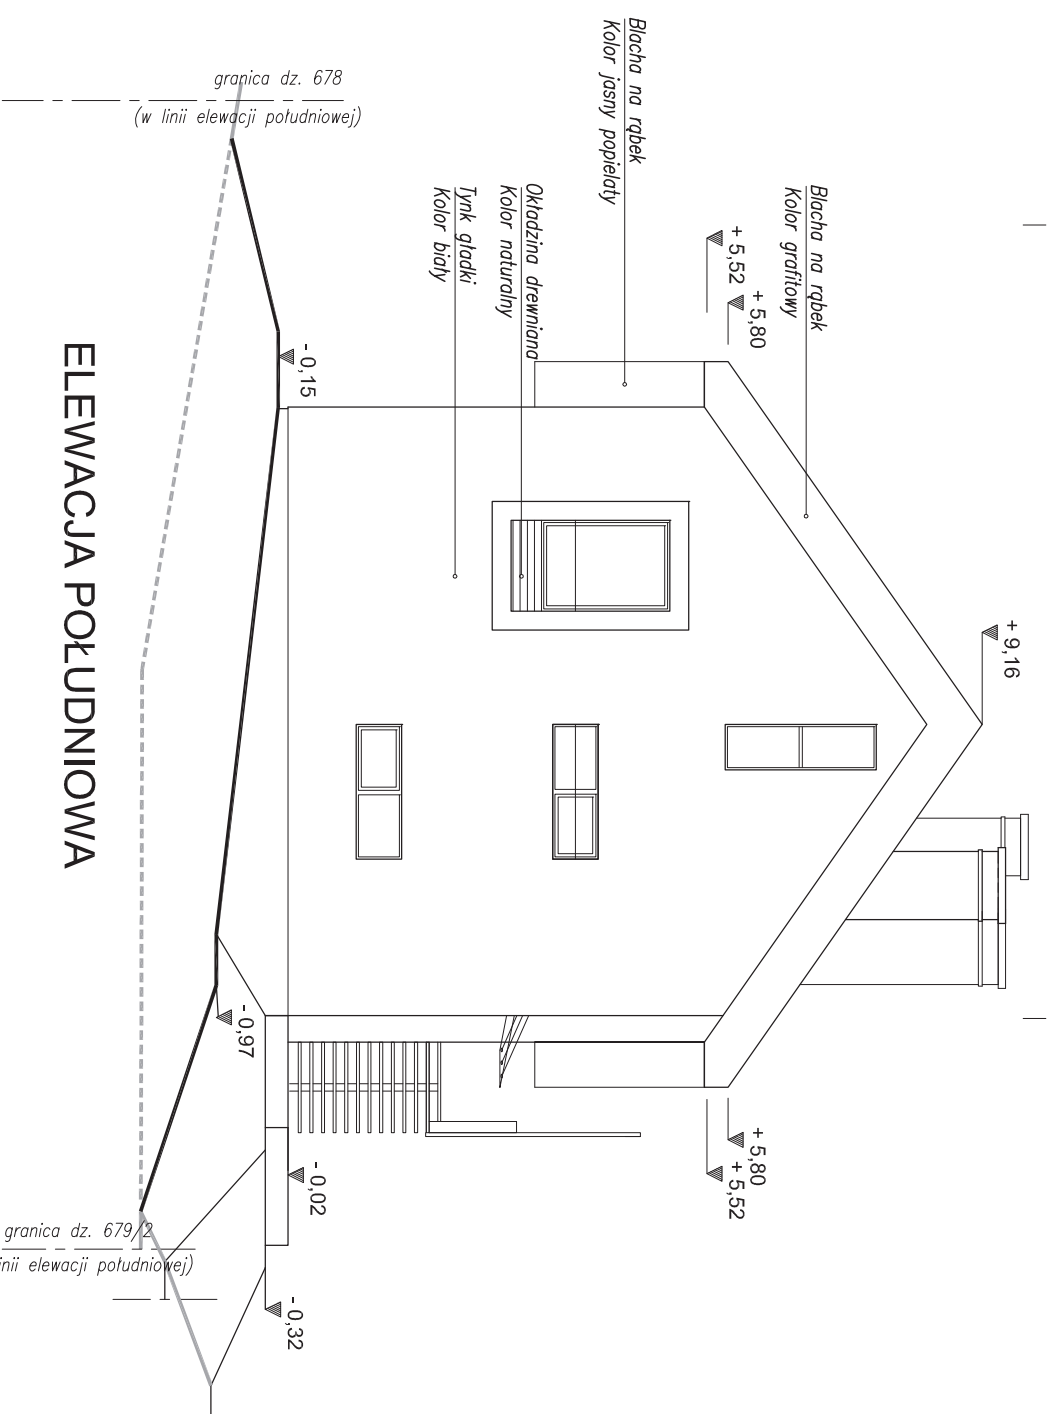 granica dz. 678
(w linii elewacji południowej)
Blacha na rąbek
Kolor jasny popielaty
Blacha na rąbek
Kolor grafitowy
Okładzina drewniana
Kolor naturalny
Tynk gładki
Kolor biały
+ 5,52
+ 5,80
+ 9,16
- 0,15
- 0,97
- 0,02
- 0,32
+ 5,80
+ 5,52
granica dz. 679/2
inii elewacji południowej)
ELEWACJA POŁUDNIOWA